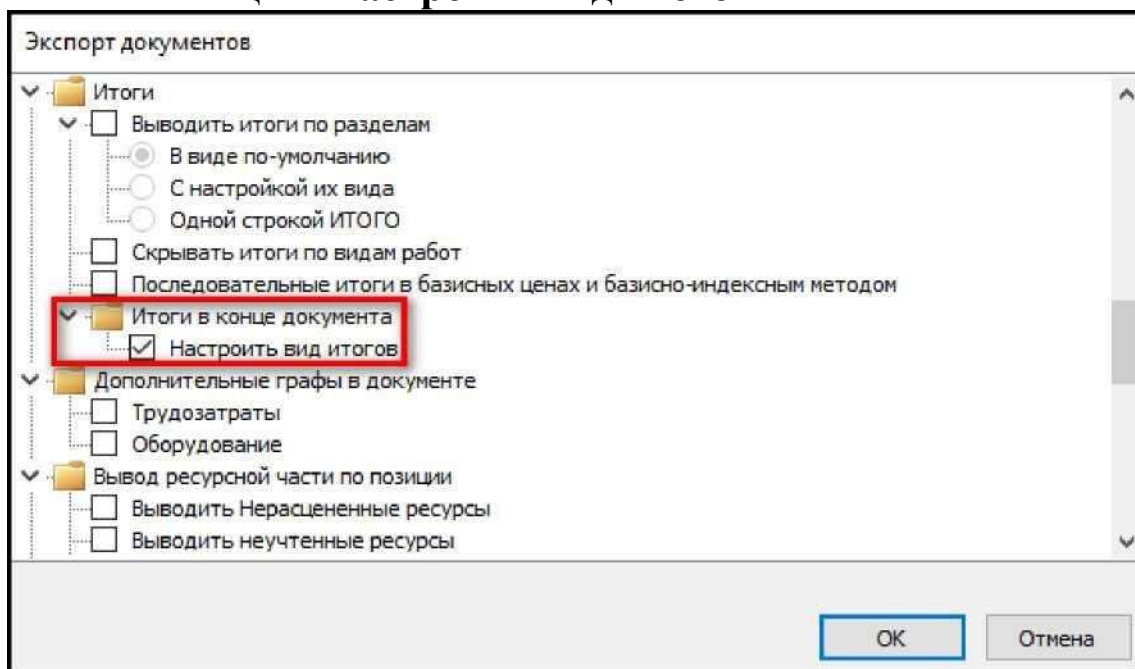 Экспорт документов
Итоги
Выводить итоги по разделам
В виде по-умолчанию
С настройкой их вида
Одной строкой ИТОГО
Скрывать итоги по видам работ
Последовательные итоги в базисных ценах и базисно-индексным методом
Итоги в конце документа
Настроить вид итогов
Дополнительные графы в документе
Трудозатраты
Оборудование
Вывод ресурсной части по позиции
Выводить Нерасцененные ресурсы
Выводить неучтенные ресурсы
ОК
Отмена